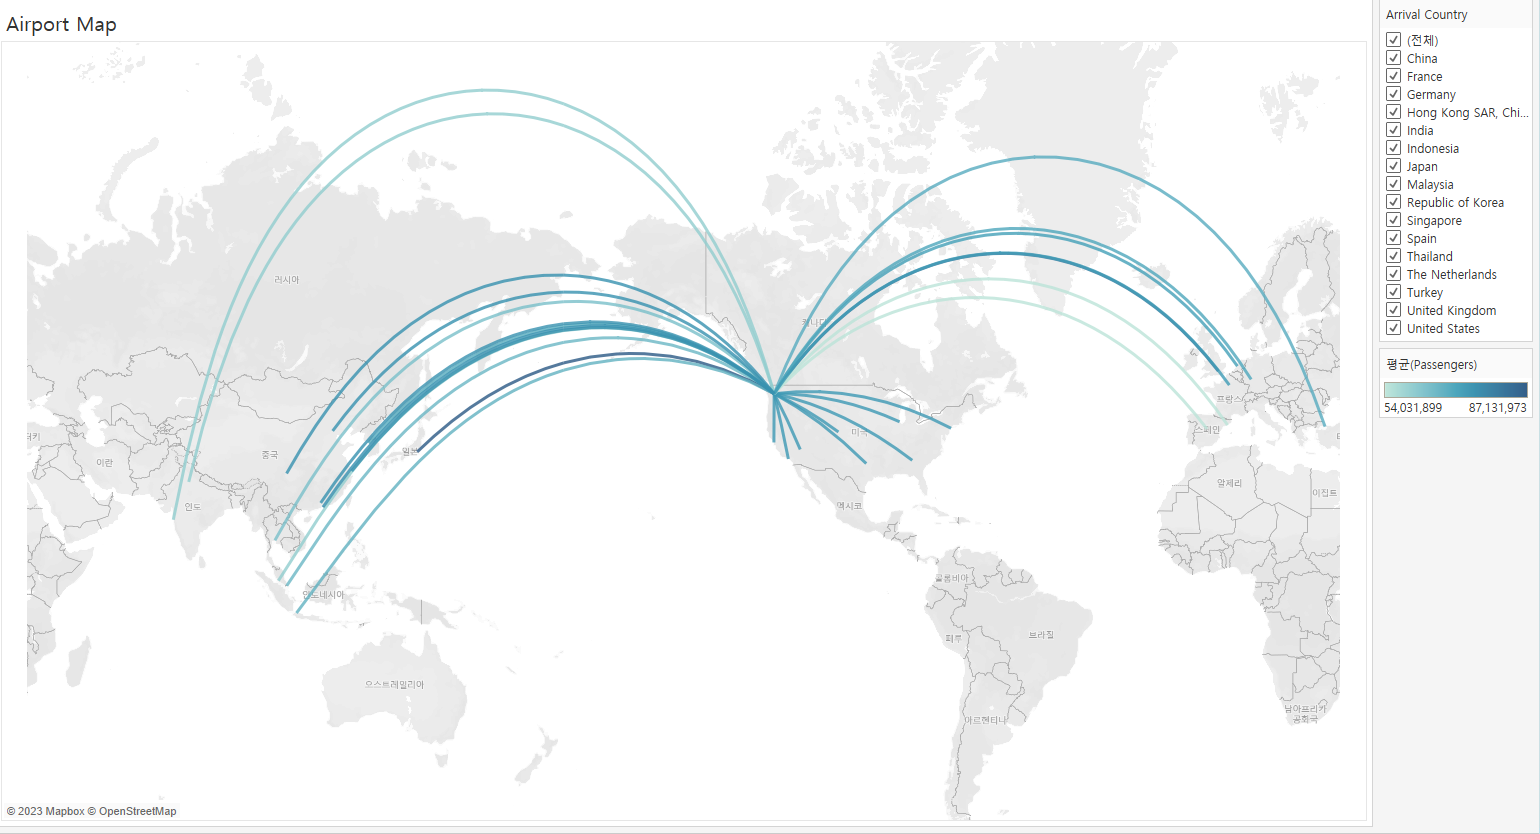 Airport Map
러시아
중국
일본
이란
인도
인도네시아
오스트레일리아
캐나다
미국
멕시코
콜롬비아
페루
브라질
아르헨티나
프랑스
스페인
알제리
이집트
남아프리카
공화국
© 2023 Mapbox © OpenStreetMap
Arrival Country
(전체)
China
France
Germany
Hong Kong SAR, Chi...
India
Indonesia
Japan
Malaysia
Republic of Korea
Singapore
Spain
Thailand
The Netherlands
Turkey
United Kingdom
United States
평균(Passengers)
54,031,899 87,131,973